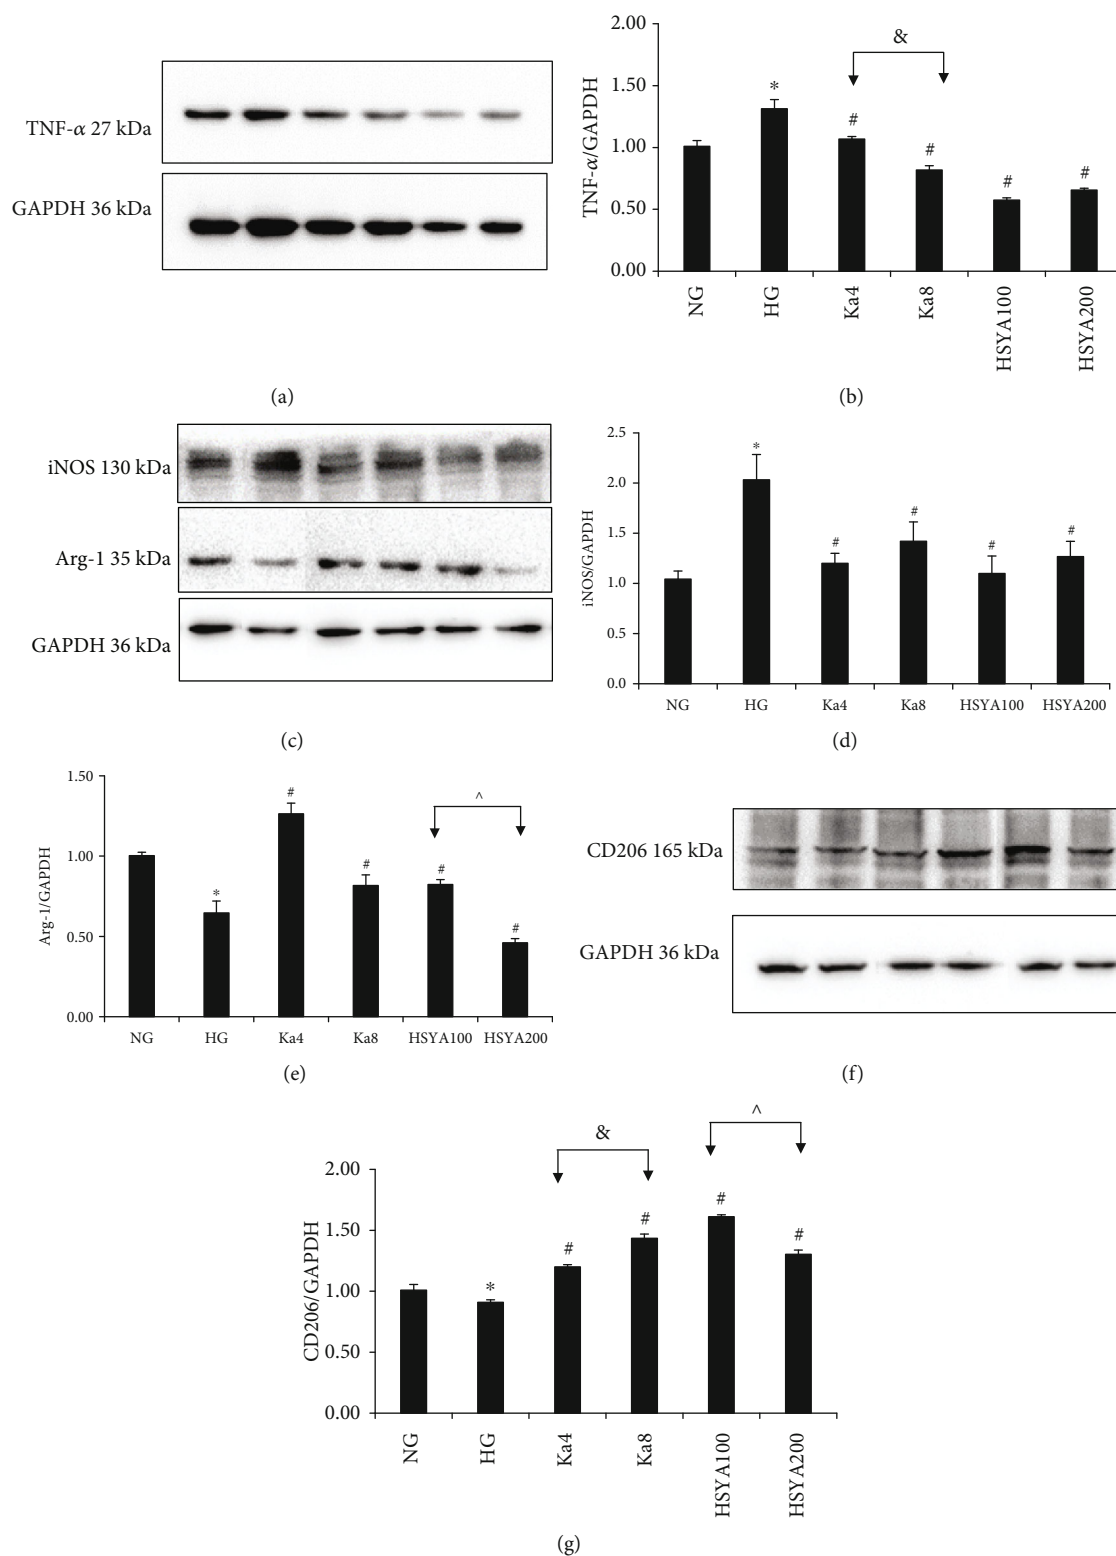 TNF-α 27 kDa
GAPDH 36 kDa
(a)
TNF-α/GAPDH
2.00
1.50
1.00
0.50
0.00
&
*
#
#
#
#
NG
HG
Ka4
Ka8
HSYA100
HSYA200
(b)
iNOS 130 kDa
Arg-1 35 kDa
GAPDH 36 kDa
(c)
iNOS/GAPDH
2.5
2.0
1.5
1.0
0.5
0.0
*
#
#
#
#
NG HG Ka4 Ka8 HSYA100 HSYA200
(d)
Arg-1/GAPDH
1.50
1.00
0.50
0.00
*
#
#
#
^
#
NG HG Ka4 Ka8 HSYA100 HSYA200
(e)
CD206 165 kDa
GAPDH 36 kDa
(f)
CD206/GAPDH
2.00
1.50
1.00
0.50
0.00
&
^
*
#
#
#
#
NG
HG
Ka4
Ka8
HSYA100
HSYA200
(g)